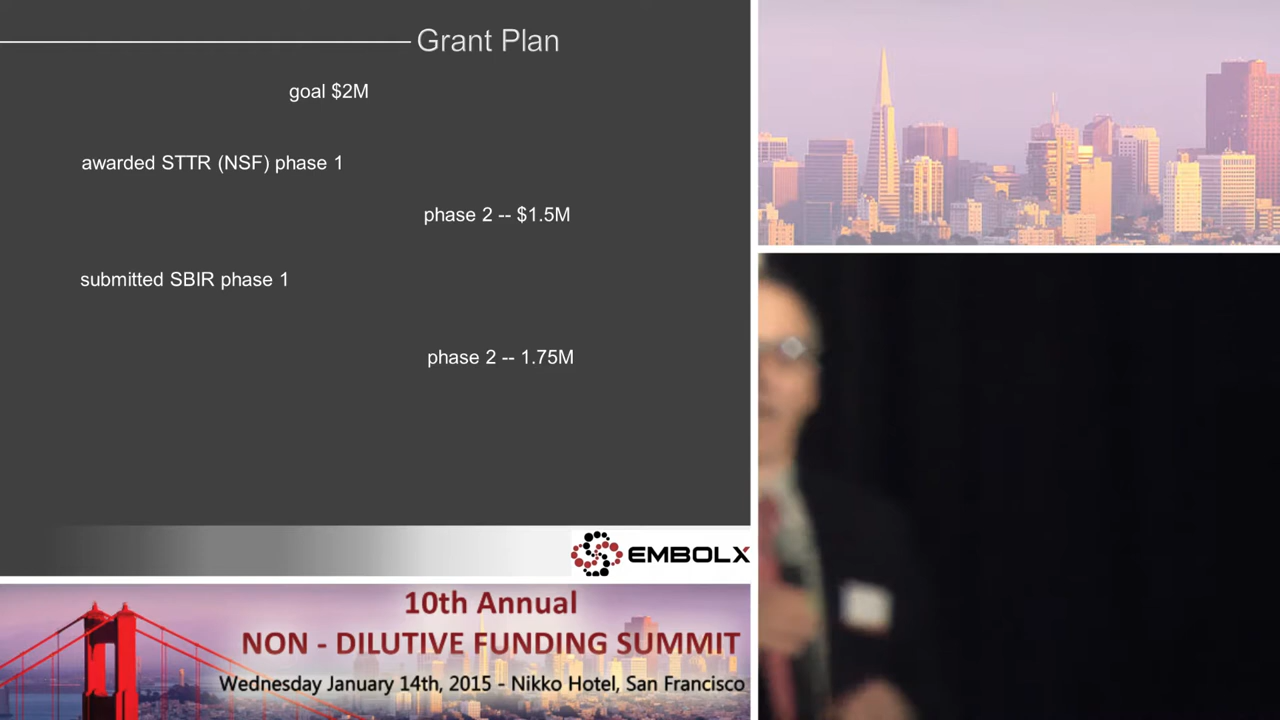 Grant Plan
goal $2M
awarded STTR (NSF) phase 1
phase 2 -- $1.5M
submitted SBIR phase 1
phase 2 -- 1.75M
EMBOLX
10th Annual
NON - DILUTIVE FUNDING SUMMIT
Wednesday January 14th, 2015 - Nikko Hotel, San Francisco